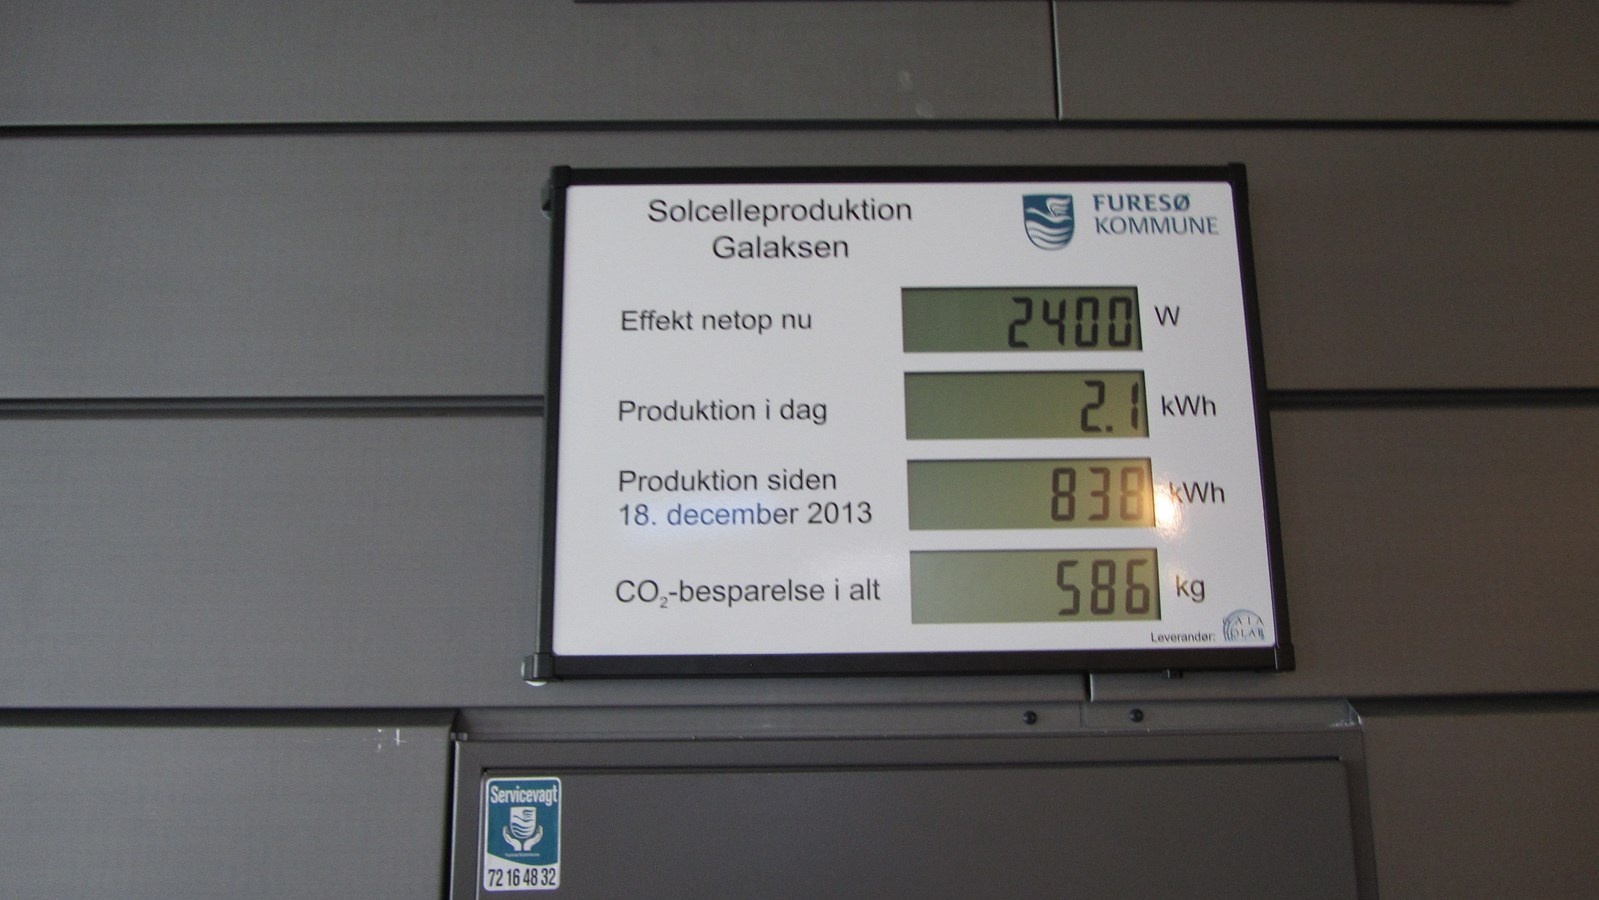 Solcelleproduktion
Galaksen
FURESØ
KOMMUNE
Effekt netop nu 2400 W
Produktion i dag 2.1 kWh
Produktion siden
18. december 2013 838 kWh
CO₂-besparelse i alt 586 kg
Leverandør:
Servicevagt
72 16 48 32